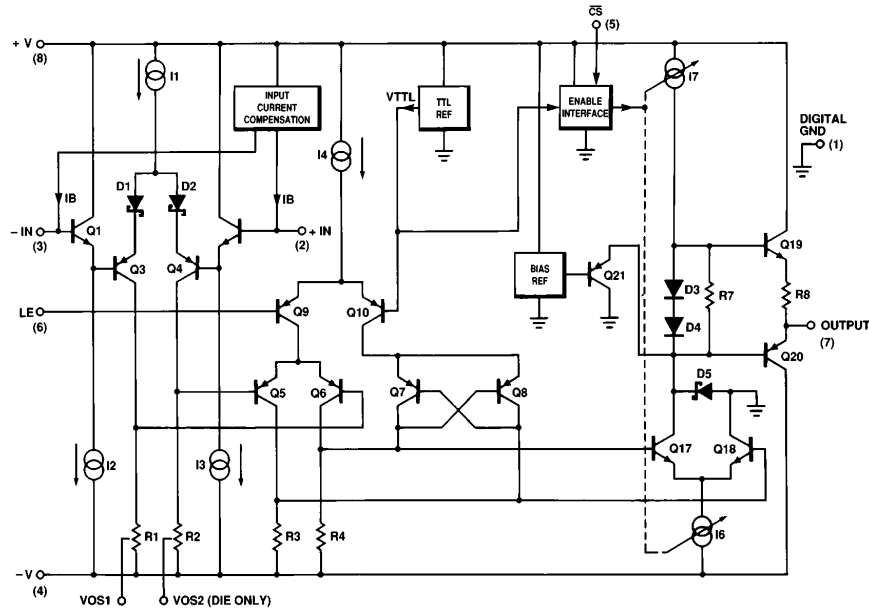 CS
(5)
+ V
(8)
I1
INPUT
CURRENT
COMPENSATION
VTTL
TTL
REF
ENABLE
INTERFACE
I7
DIGITAL
GND
(1)
I4
D1
D2
IB
IB
– IN
(3)
Q1
+ IN
(2)
Q19
Q3
Q4
BIAS
REF
Q21
D3
R7
R8
LE
(6)
Q9
Q10
D4
OUTPUT
(7)
Q20
D5
Q5
Q6
Q7
Q8
Q17
Q18
I2
I3
R1
R2
R3
R4
I6
– V
(4)
VOS1
VOS2 (DIE ONLY)